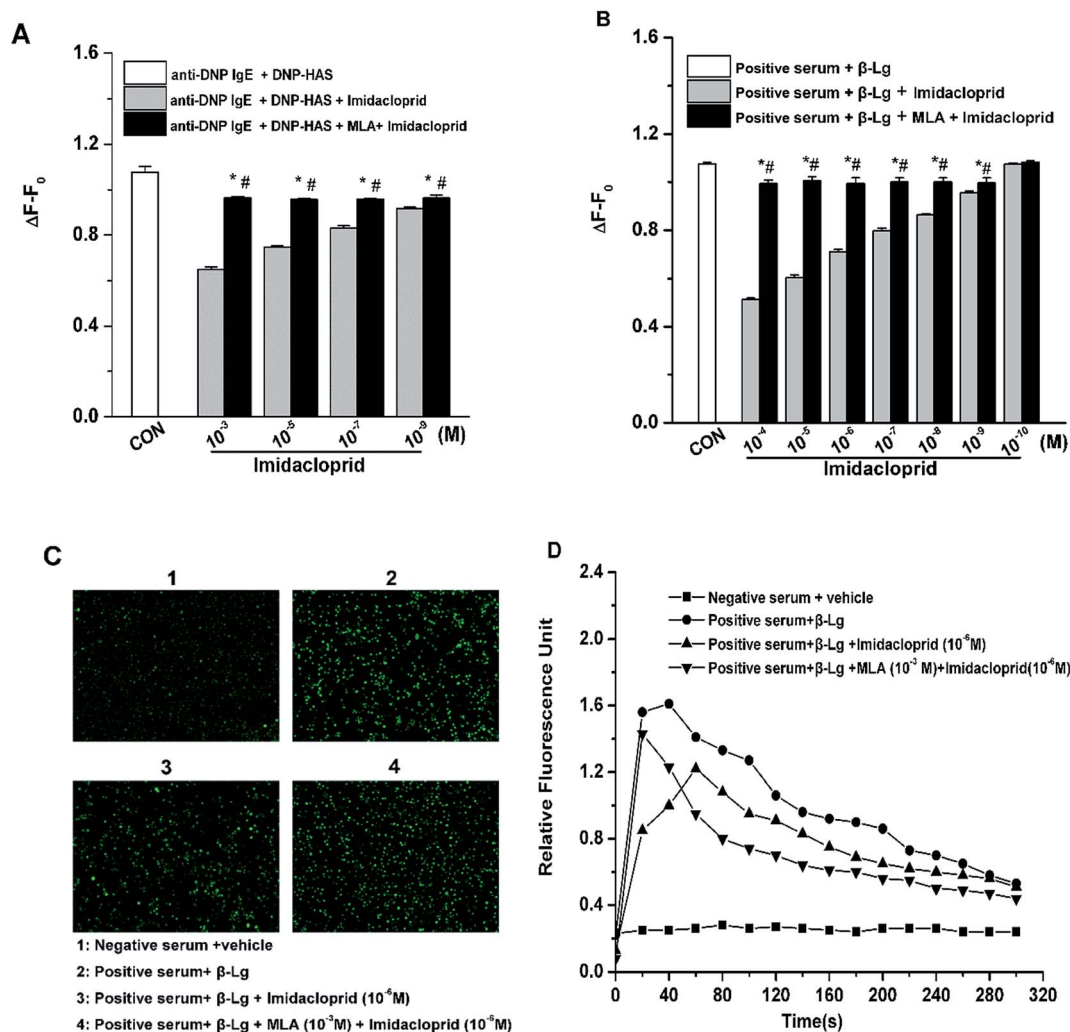 A
1.6
1.2
0.8
0.4
0.0
ΔF-F₀
anti-DNP IgE + DNP-HAS
anti-DNP IgE + DNP-HAS + Imidacloprid
anti-DNP IgE + DNP-HAS + MLA+ Imidacloprid
* # * # * # * #
CON 10⁻³ 10⁻⁵ 10⁻⁷ 10⁻⁹ (M)
Imidacloprid
B
1.6
1.2
0.8
0.4
0.0
ΔF-F₀
Positive serum + β-Lg
Positive serum + β-Lg + Imidacloprid
Positive serum + β-Lg + MLA + Imidacloprid
*# *# *# *# *# *#
CON 10⁻⁴ 10⁻⁵ 10⁻⁶ 10⁻⁷ 10⁻⁸ 10⁻⁹ 10⁻¹⁰ (M)
Imidacloprid
C
1 2
3 4
1: Negative serum +vehicle
2: Positive serum+ β-Lg
3: Positive serum+ β-Lg + Imidacloprid (10⁻⁶M)
4: Positive serum+ β-Lg + MLA (10⁻³M) + Imidacloprid (10⁻⁶M)
D
2.4
2.0
1.6
1.2
0.8
0.4
0.0
Relative Fluorescence Unit
Negative serum + vehicle
Positive serum+β-Lg
Positive serum+β-Lg +Imidacloprid (10⁻⁶M)
Positive serum+β-Lg +MLA (10⁻³ M)+Imidacloprid(10⁻⁶M)
0 40 80 120 160 200 240 280 320
Time(s)